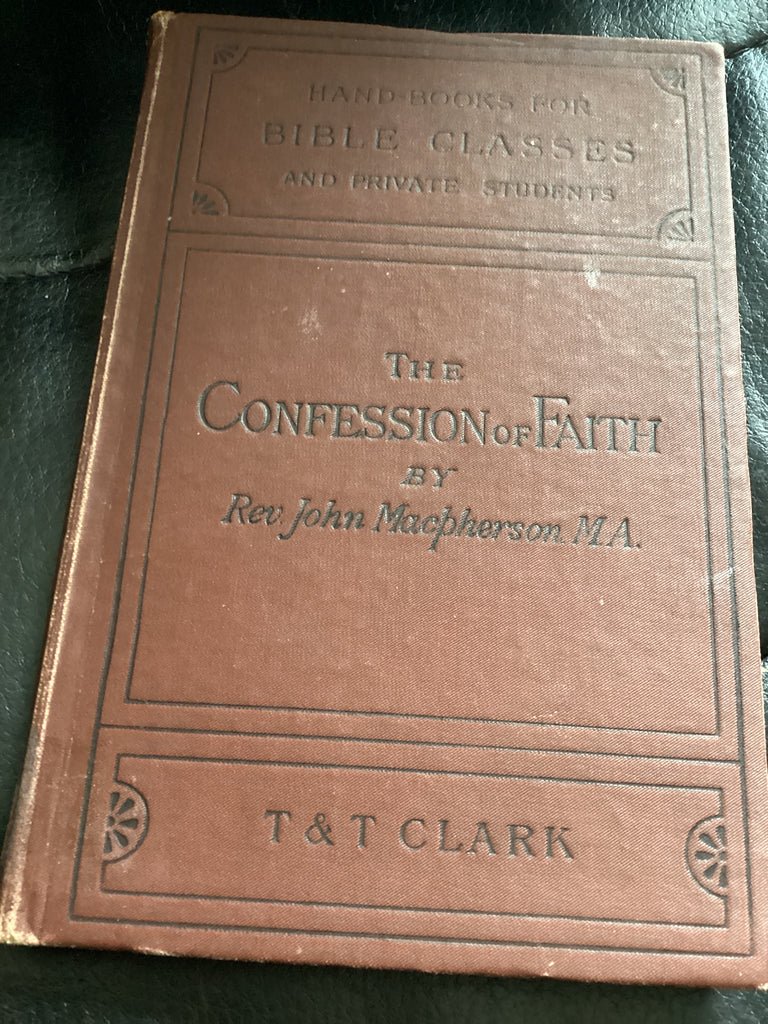 HAND-BOOKS FOR
BIBLE CLASSES
AND PRIVATE STUDENTS
THE
CONFESSION OF FAITH
BY
Rev. John Macpherson. M.A.
T & T CLARK